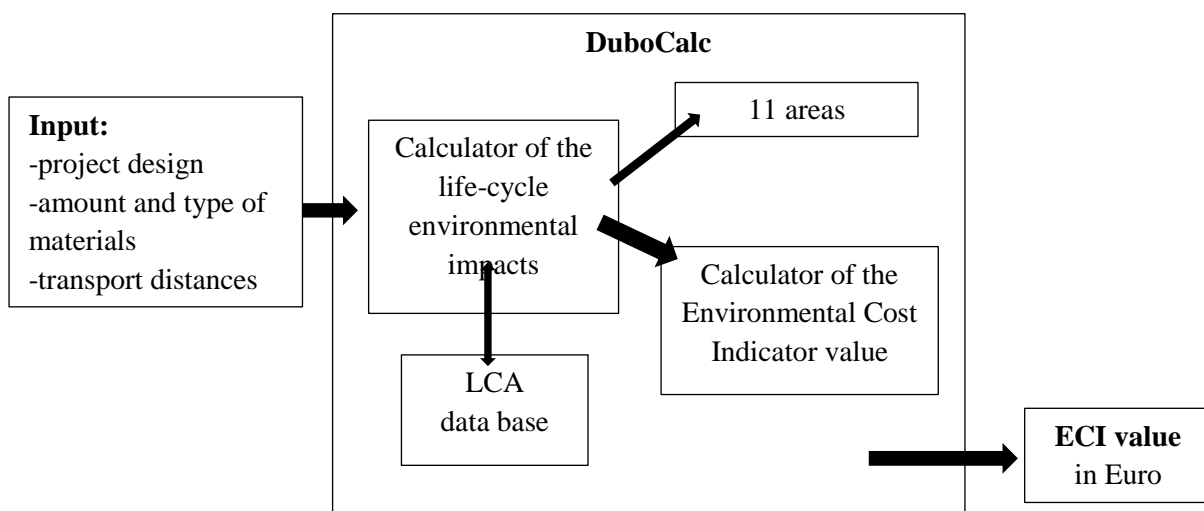 DuboCalc
Input:
-project design
-amount and type of
materials
-transport distances
Calculator of the
life-cycle
environmental
impacts
11 areas
Calculator of the
Environmental Cost
Indicator value
LCA
data base
ECI value
in Euro